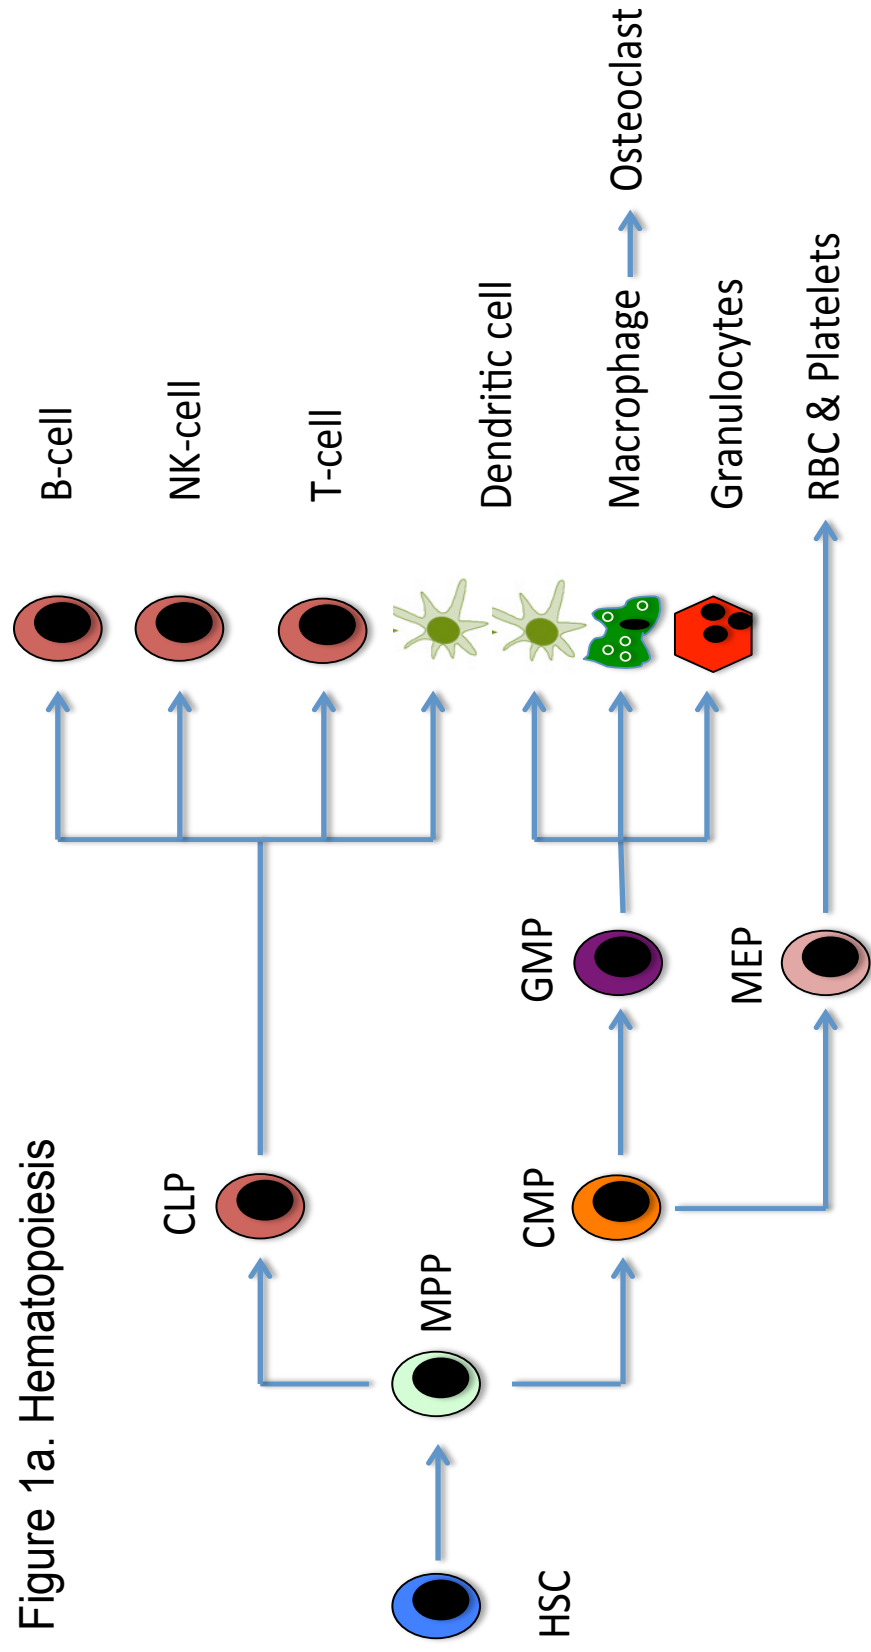 Figure 1a. Hematopoiesis
HSC
MPP
CLP
CMP
GMP
MEP
B-cell
NK-cell
T-cell
Dendritic cell
Macrophage
Osteoclast
Granulocytes
RBC & Platelets